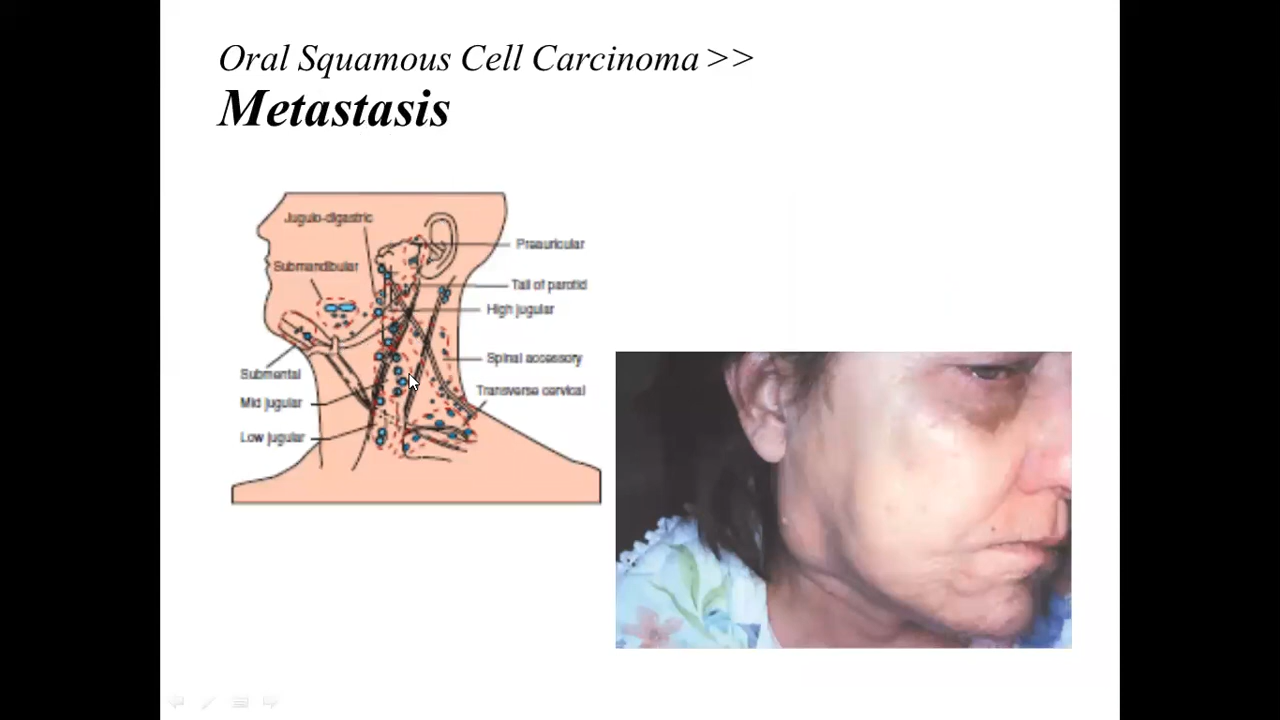 Oral Squamous Cell Carcinoma >>
Metastasis
Jugulo-digastric
Submandibular
Preauricular
Tail of parotid
High jugular
Spinal accessory
Transverse cervical
Submental
Mid jugular
Low jugular